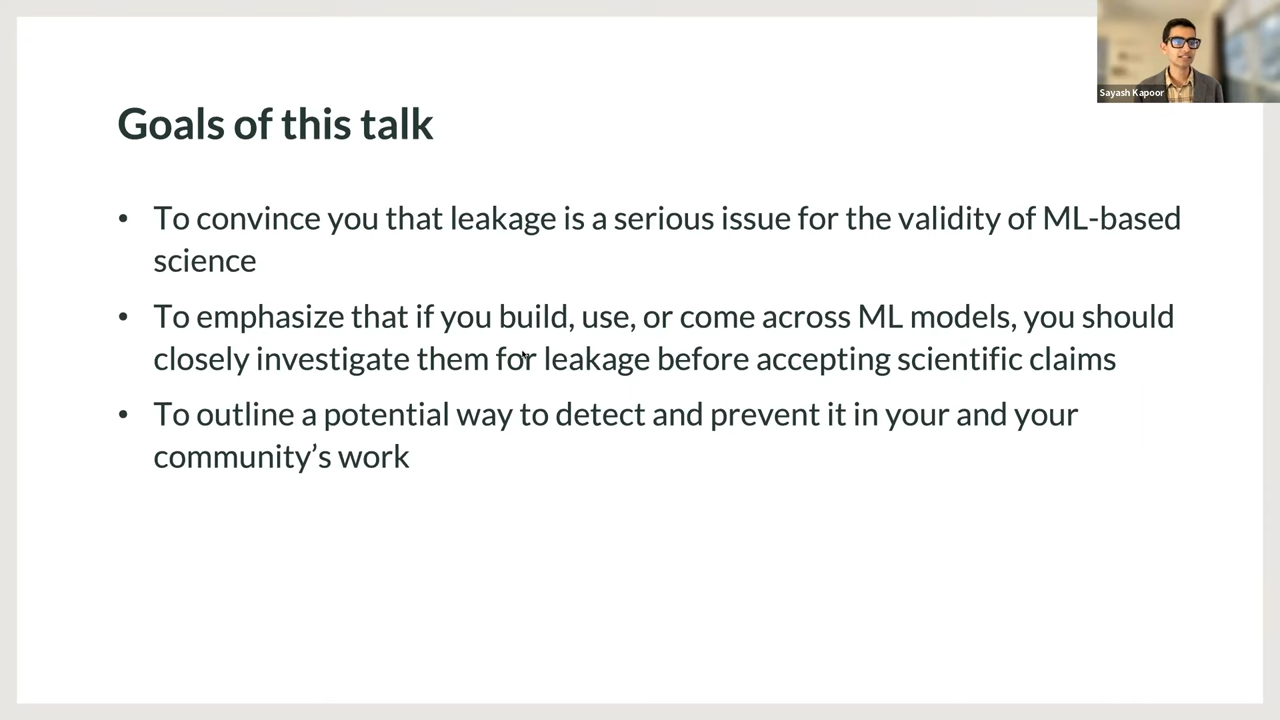 Sayash Kapoor
Goals of this talk
• To convince you that leakage is a serious issue for the validity of ML-based
science
• To emphasize that if you build, use, or come across ML models, you should
closely investigate them for leakage before accepting scientific claims
• To outline a potential way to detect and prevent it in your and your
community’s work